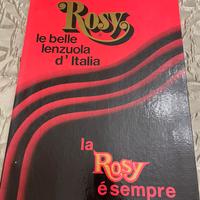 Rosy
le belle
lenzuola
d'Italia
la
Rosy
é sempre